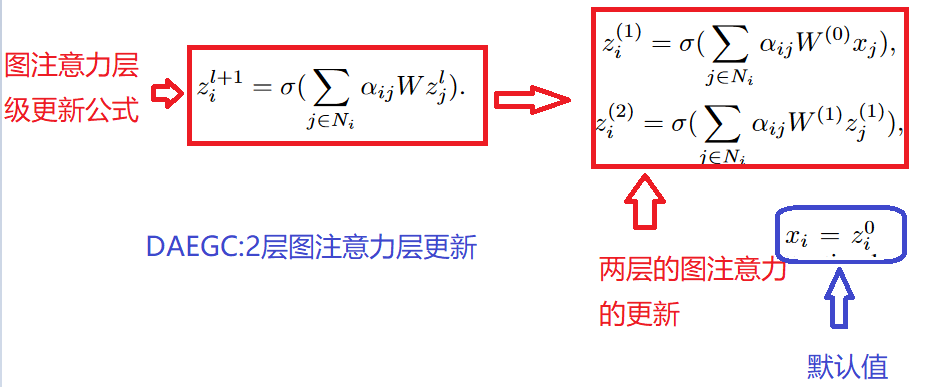 图注意力层
级更新公式
$z_i^{l+1} = \sigma(\sum_{j \in N_i} \alpha_{ij} W z_j^l).$
$z_i^{(1)} = \sigma(\sum_{j \in N_i} \alpha_{ij} W^{(0)} x_j),$
$z_i^{(2)} = \sigma(\sum_{j \in N_i} \alpha_{ij} W^{(1)} z_j^{(1)}),$
DAEGC:2层图注意力层更新
两层的图注意力
的更新
$x_i = z_i^0$
默认值